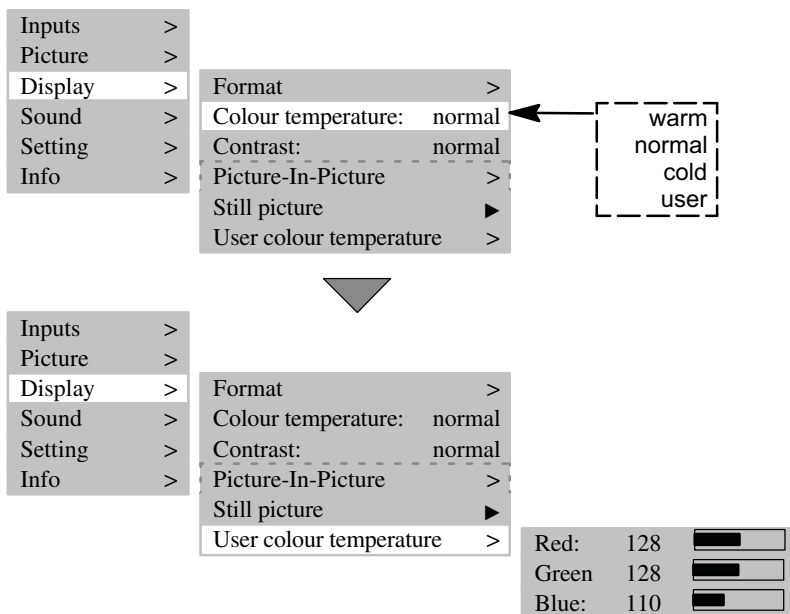 Inputs >
Picture >
Display >
Sound >
Setting >
Info >
Format >
Colour temperature: normal
Contrast: normal
Picture-In-Picture >
Still picture ▶
User colour temperature >
warm
normal
cold
user
Inputs >
Picture >
Display >
Sound >
Setting >
Info >
Format >
Colour temperature: normal
Contrast: normal
Picture-In-Picture >
Still picture ▶
User colour temperature >
Red: 128
Green 128
Blue: 110